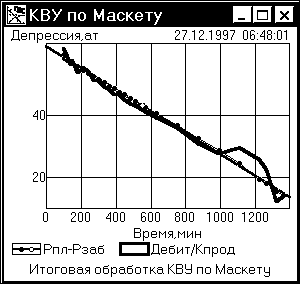 КВУ по Маскету
Депрессия,ат 27.12.1997 06:48:01
40
20
0 200 400 600 800 1000 1200
Время,мин
Рпл-Рзаб Дебит/Кпрод
Итоговая обработка КВУ по Маскету